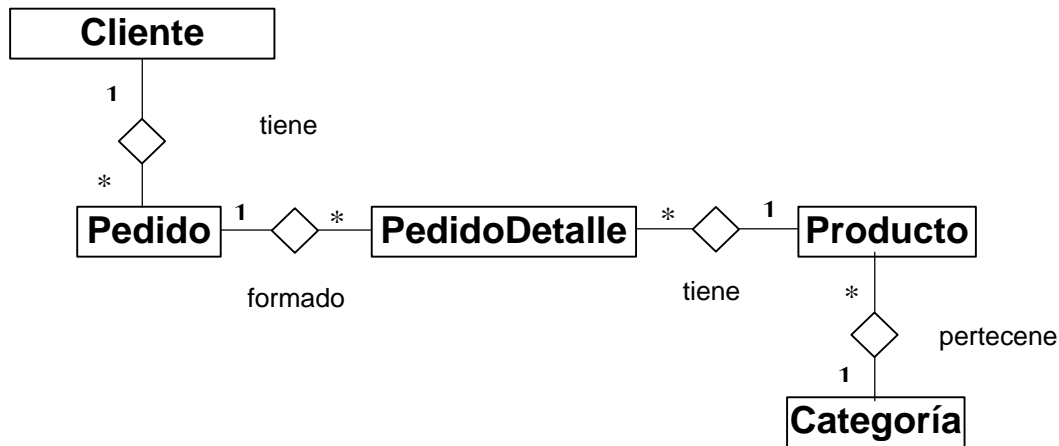 Cliente
1
tiene
*
Pedido 1 * PedidoDetalle * 1 Producto
formado
tiene
*
pertecene
1
Categoría